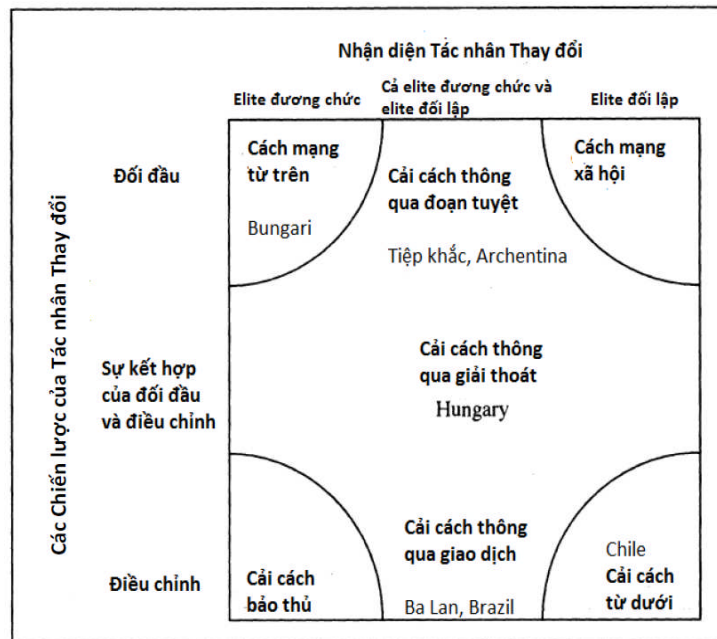 Nhận diện Tác nhân Thay đổi
Elite đương chức
Cả elite đương chức và
elite đối lập
Elite đối lập
Các Chiến lược của Tác nhân Thay đổi
Đối đầu
Cách mạng
từ trên
Bungari
Cải cách thông
qua đoạn tuyệt
Tiệp khắc, Archentina
Cách mạng
xã hội
Sự kết hợp
của đối đầu
và điều chỉnh
Cải cách thông
qua giải thoát
Hungary
Điều chỉnh
Cải cách
bảo thủ
Cải cách thông
qua giao dịch
Ba Lan, Brazil
Chile
Cải cách
từ dưới